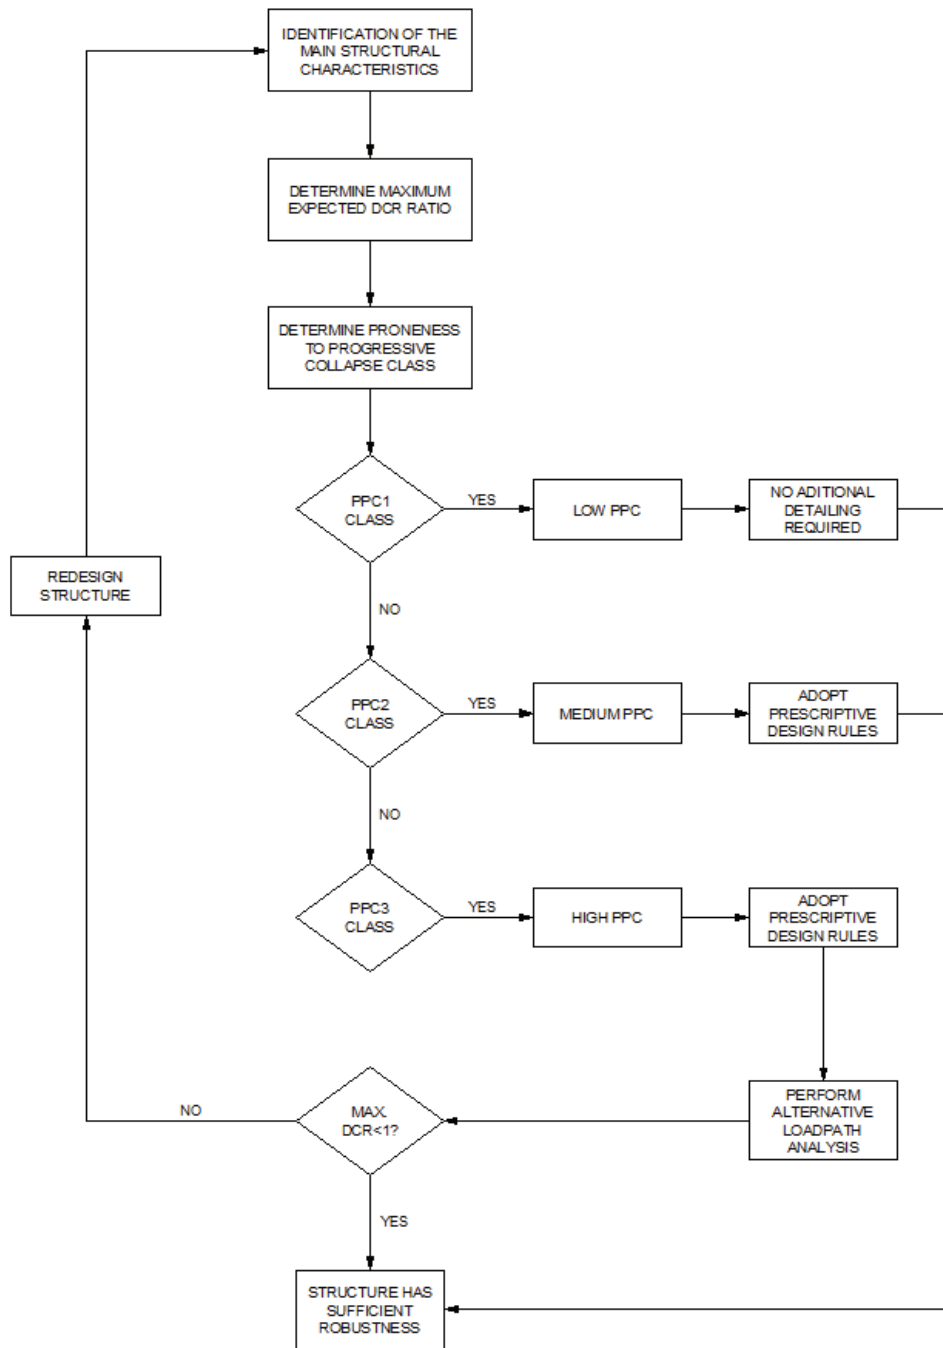 IDENTIFICATION OF THE
MAIN STRUCTURAL
CHARACTERISTICS
DETERMINE MAXIMUM
EXPECTED DCR RATIO
DETERMINE PRONENESS
TO PROGRESSIVE
COLLAPSE CLASS
PPC1
CLASS
YES
LOW PPC
NO ADITIONAL
DETAILING
REQUIRED
REDESIGN
STRUCTURE
NO
PPC2
CLASS
YES
MEDIUM PPC
ADOPT
PRESCRIPTIVE
DESIGN RULES
NO
PPC3
CLASS
YES
HIGH PPC
ADOPT
PRESCRIPTIVE
DESIGN RULES
NO
MAX.
DCR<1?
PERFORM
ALTERNATIVE
LOADPATH
ANALYSIS
YES
STRUCTURE HAS
SUFFICIENT
ROBUSTNESS